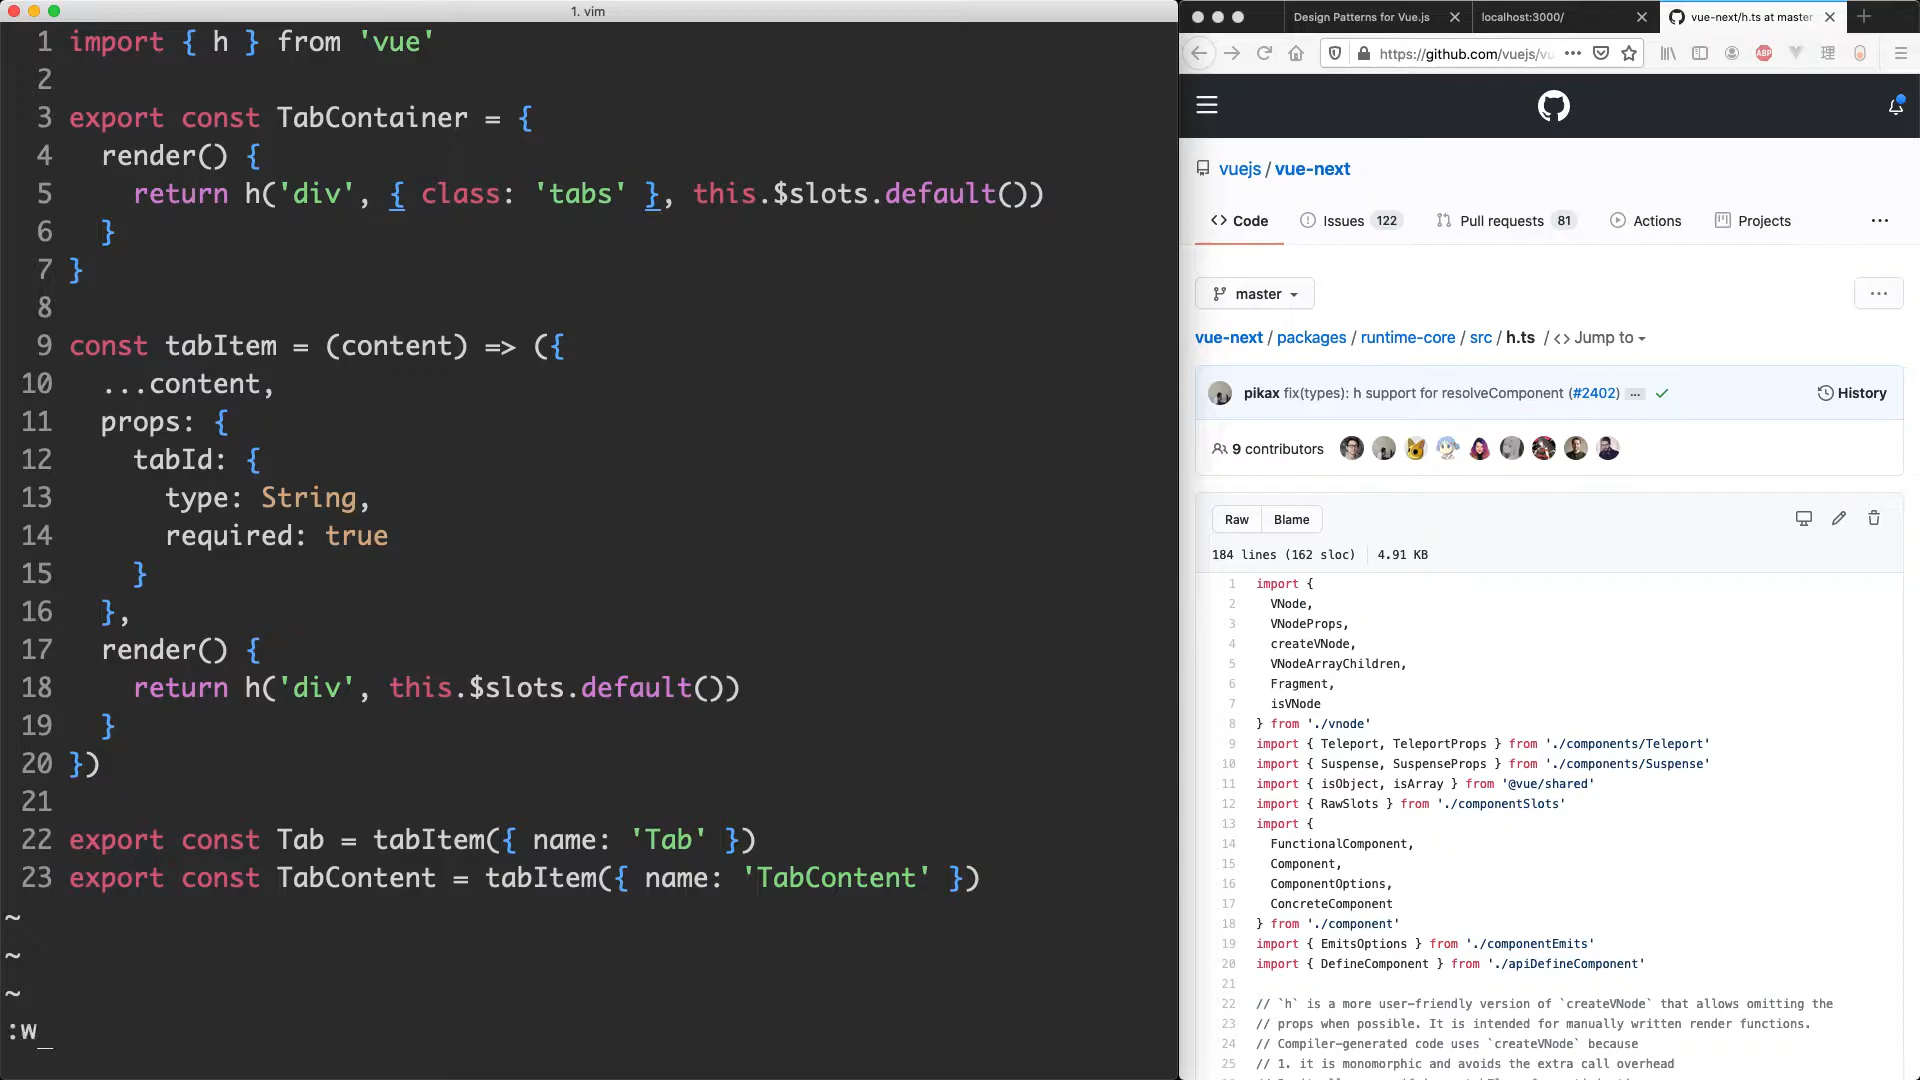 1. vim
1 import { h } from 'vue'
2
3 export const TabContainer = {
4   render() {
5     return h('div', { class: 'tabs' }, this.$slots.default())
6   }
7 }
8
9 const tabItem = (content) => ({
10   ...content,
11   props: {
12     tabId: {
13       type: String,
14       required: true
15     }
16   },
17   render() {
18     return h('div', this.$slots.default())
19   }
20 })
21
22 export const Tab = tabItem({ name: 'Tab' })
23 export const TabContent = tabItem({ name: 'TabContent' })
~
~
~
:w
Design Patterns for Vue.js
localhost:3000/
vue-next/h.ts at master
https://github.com/vuejs/vu
ABP
理
vuejs / vue-next
<> Code Issues 122 Pull requests 81 Actions Projects ...
master
...
vue-next / packages / runtime-core / src / h.ts / <> Jump to
pikax fix(types): h support for resolveComponent (#2402) ... History
9 contributors
Raw Blame
184 lines (162 sloc) 4.91 KB
1 import {
2   VNode,
3   VNodeProps,
4   createVNode,
5   VNodeArrayChildren,
6   Fragment,
7   isVNode
8 } from './vnode'
9 import { Teleport, TeleportProps } from './components/Teleport'
10 import { Suspense, SuspenseProps } from './components/Suspense'
11 import { isObject, isArray } from '@vue/shared'
12 import { RawSlots } from './componentSlots'
13 import {
14   FunctionalComponent,
15   Component,
16   ComponentOptions,
17   ConcreteComponent
18 } from './component'
19 import { EmitsOptions } from './componentEmits'
20 import { DefineComponent } from './apiDefineComponent'
21
22 // `h` is a more user-friendly version of `createVNode` that allows omitting the
23 // props when possible. It is intended for manually written render functions.
24 // Compiler-generated code uses `createVNode` because
25 // 1. it is monomorphic and avoids the extra call overhead